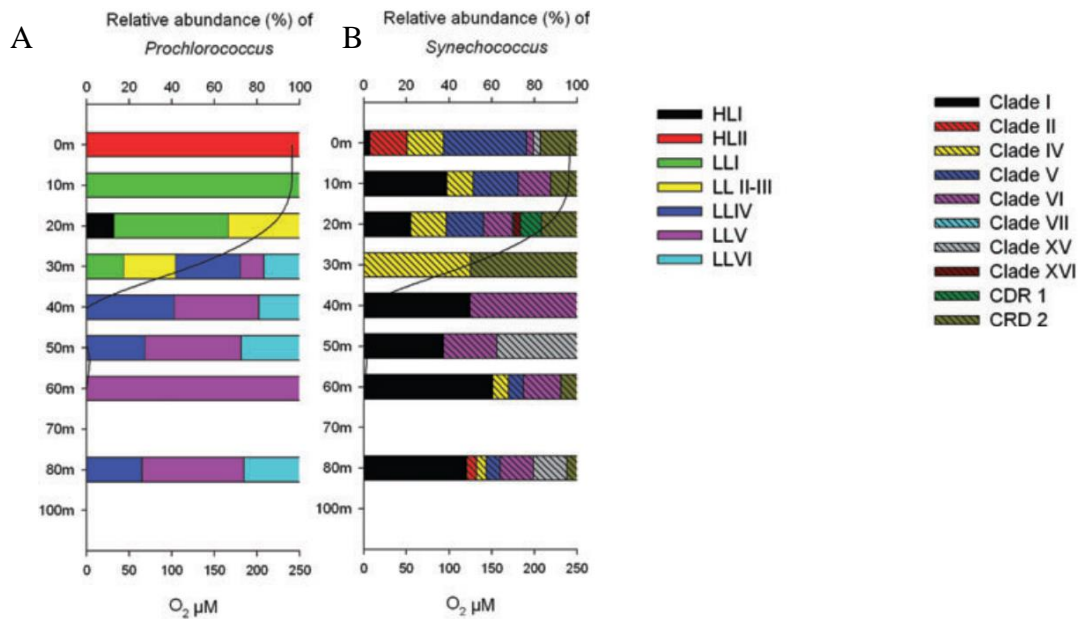 A
Relative abundance (%) of
Prochlorococcus
0 20 40 60 80 100
0m
10m
20m
30m
40m
50m
60m
70m
80m
100m
0 50 100 150 200 250
O₂ µM
B
Relative abundance (%) of
Synechococcus
0 20 40 60 80 100
0m
10m
20m
30m
40m
50m
60m
70m
80m
100m
0 50 100 150 200 250
O₂ µM
HLI
HLII
LLI
LL II-III
LLIV
LLV
LLVI
Clade I
Clade II
Clade IV
Clade V
Clade VI
Clade VII
Clade XV
Clade XVI
CDR 1
CRD 2